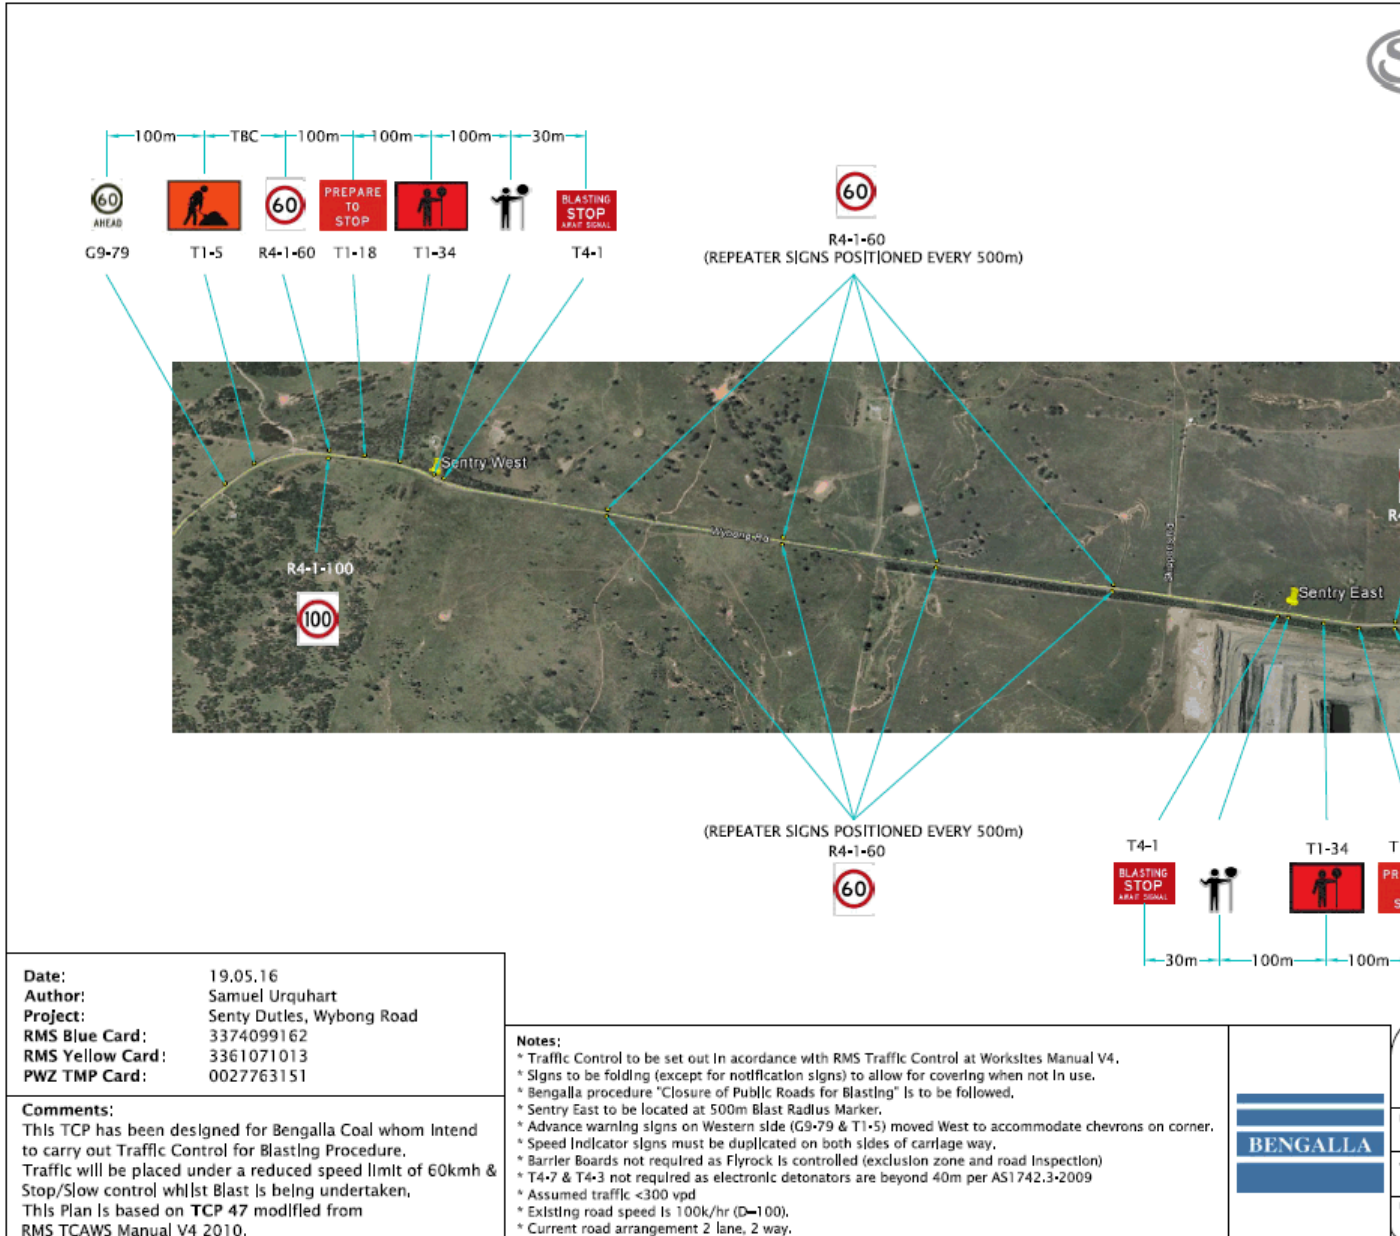 S
100m TBC 100m 100m 100m 30m
60 AHEAD
60
PREPARE TO STOP
BLASTING STOP AWAIT SIGNAL
G9-79 T1-5 R4-1-60 T1-18 T1-34 T4-1
60
R4-1-60
(REPEATER SIGNS POSITIONED EVERY 500m)
Sentry West
Wybong Rd
R4-1-100
100
Sentry East
(REPEATER SIGNS POSITIONED EVERY 500m)
R4-1-60
60
T4-1 T1-34 T
BLASTING STOP AWAIT SIGNAL
PR
S
30m 100m 100m
Date: 19.05.16
Author: Samuel Urquhart
Project: Senty Duties, Wybong Road
RMS Blue Card: 3374099162
RMS Yellow Card: 3361071013
PWZ TMP Card: 0027763151
Comments:
This TCP has been designed for Bengalla Coal whom intend
to carry out Traffic Control for Blasting Procedure.
Traffic will be placed under a reduced speed limit of 60kmh &
Stop/Slow control whilst Blast is being undertaken,
This Plan is based on TCP 47 modified from
RMS TCAWS Manual V4 2010.
Notes:
* Traffic Control to be set out in acordance with RMS Traffic Control at Worksites Manual V4.
* Signs to be folding (except for notification signs) to allow for covering when not in use.
* Bengalla procedure "Closure of Public Roads for Blasting" is to be followed.
* Sentry East to be located at 500m Blast Radius Marker.
* Advance warning signs on Western side (G9-79 & T1-5) moved West to accommodate chevrons on corner.
* Speed indicator signs must be duplicated on both sides of carriage way.
* Barrier Boards not required as Flyrock is controlled (exclusion zone and road inspection)
* T4-7 & T4-3 not required as electronic detonators are beyond 40m per AS1742.3-2009
* Assumed traffic <300 vpd
* Existing road speed is 100k/hr (D=100).
* Current road arrangement 2 lane, 2 way.
BENGALLA